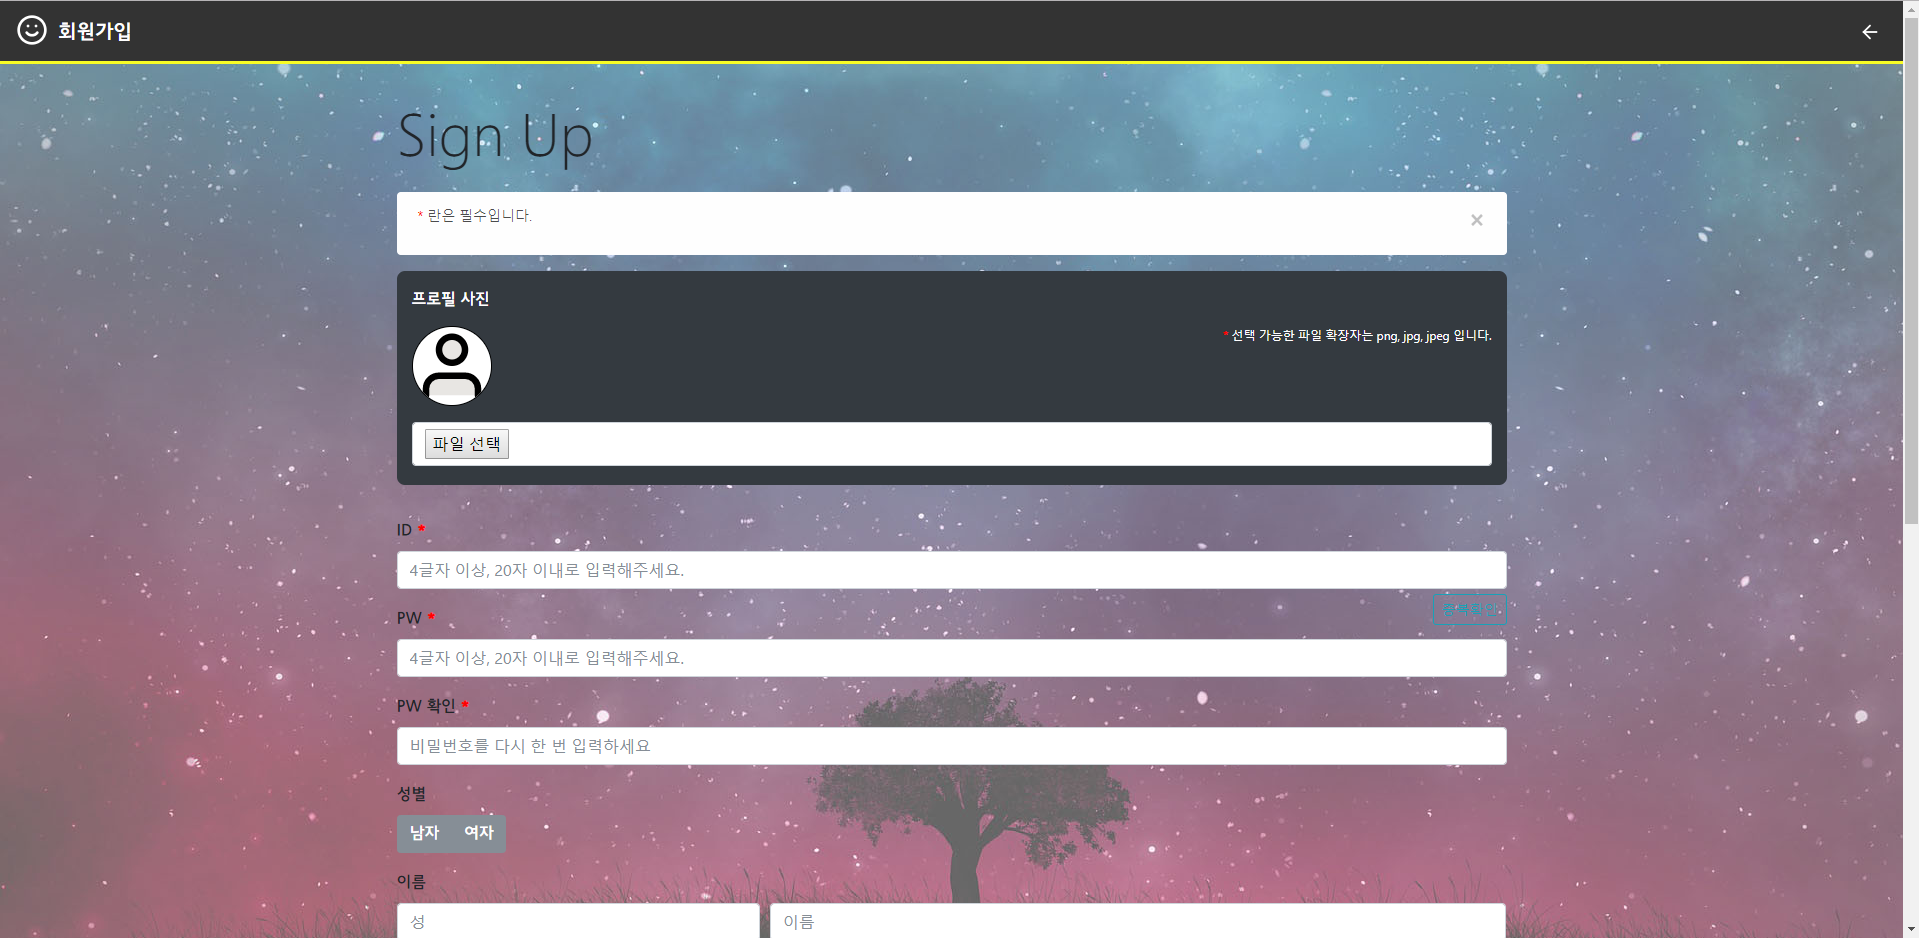 회원가입
Sign Up
* 란은 필수입니다.
×
프로필 사진
* 선택 가능한 파일 확장자는 png, jpg, jpeg 입니다.
파일 선택
ID *
4글자 이상, 20자 이내로 입력해주세요.
PW *
4글자 이상, 20자 이내로 입력해주세요.
PW 확인 *
비밀번호를 다시 한 번 입력하세요
성별
남자 여자
이름
성 이름